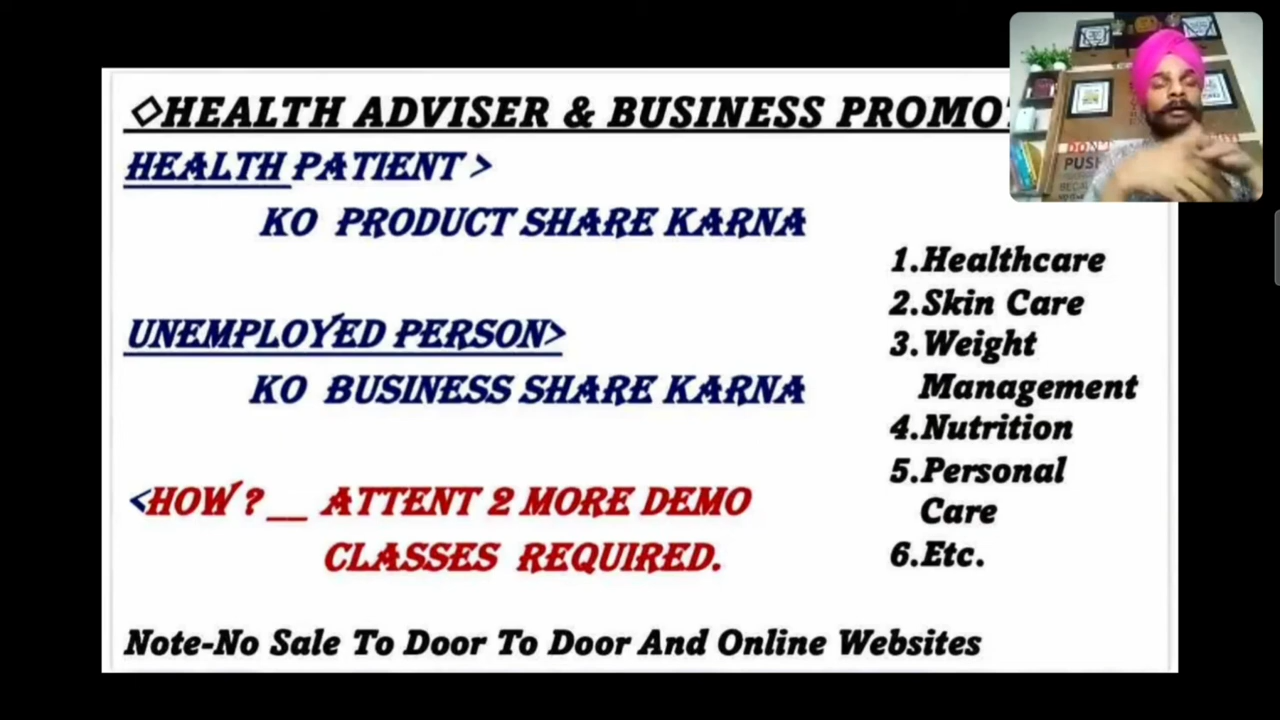 ◇HEALTH ADVISER & BUSINESS PROMOT
HEALTH PATIENT >
KO PRODUCT SHARE KARNA
UNEMPLOYED PERSON>
KO BUSINESS SHARE KARNA
<HOW ? __ ATTENT 2 MORE DEMO
CLASSES REQUIRED.
1.Healthcare
2.Skin Care
3.Weight
Management
4.Nutrition
5.Personal
Care
6.Etc.
Note-No Sale To Door To Door And Online Websites
PUSH